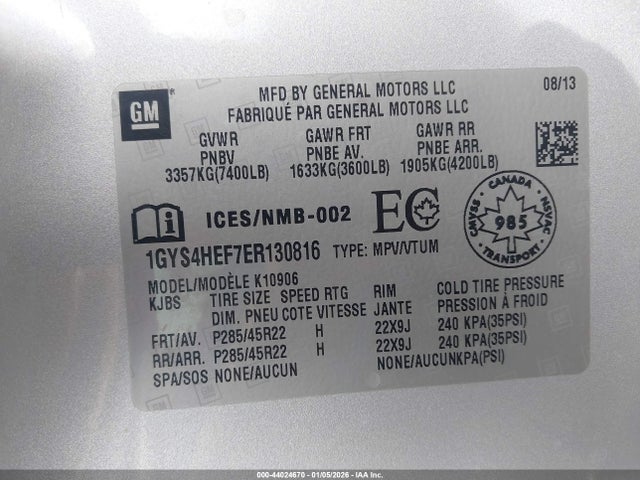 GM
MFD BY GENERAL MOTORS LLC 08/13
FABRIQUÉ PAR GENERAL MOTORS LLC
GVWR GAWR FRT GAWR RR
PNBV PNBE AV. PNBE ARR.
3357KG(7400LB) 1633KG(3600LB) 1905KG(4200LB)
ICES/NMB-002 EC
CANADA
CMVSS 985 NSVAC
TRANSPORT
1GYS4HEF7ER130816 TYPE: MPV/VTUM
MODEL/MODÈLE K10906
KJBS TIRE SIZE SPEED RTG RIM COLD TIRE PRESSURE
DIM. PNEU COTE VITESSE JANTE PRESSION À FROID
FRT/AV. P285/45R22 H 22X9J 240 KPA(35PSI)
RR/ARR. P285/45R22 H 22X9J 240 KPA(35PSI)
SPA/SOS NONE/AUCUN NONE/AUCUNKPA(PSI)
000-44024670 - 01/05/2026 - IAA Inc.